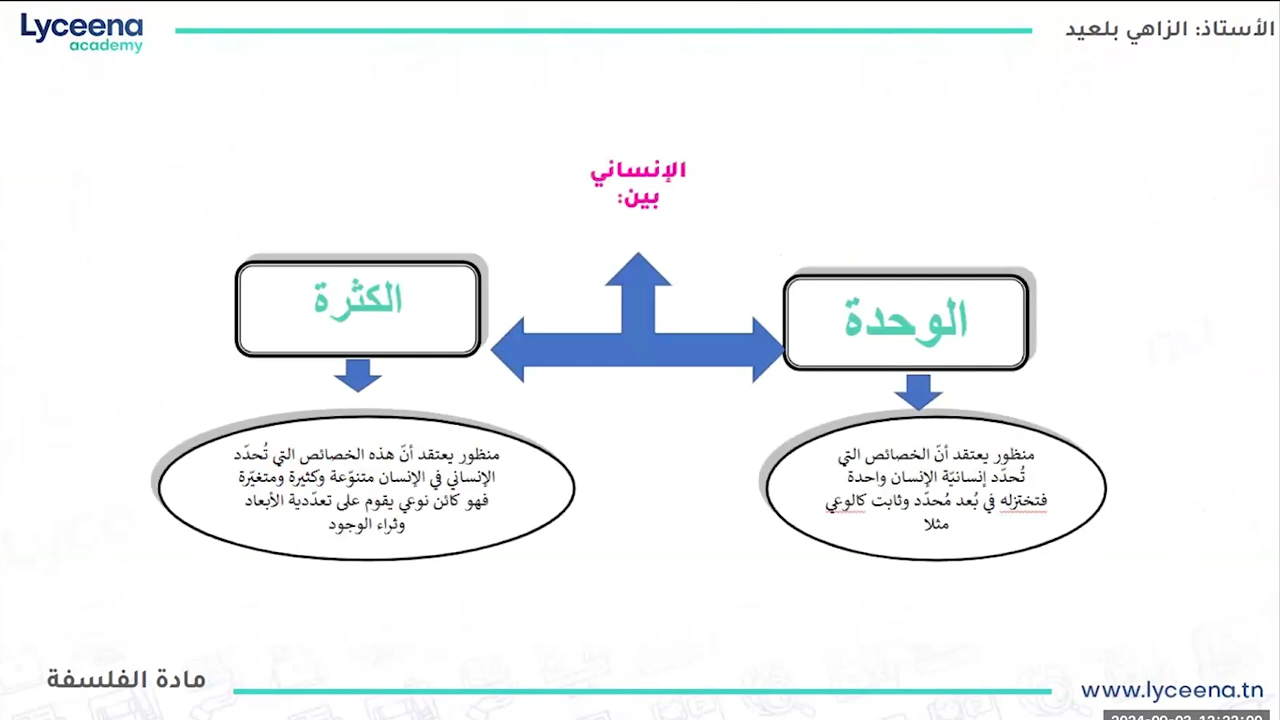 Lyceena
academy
الأستاذ: الزاهي بلعيد
الإنساني
بين:
الوحدة
الكثرة
منظور يعتقد أنّ الخصائص التي
تُحدّد إنسانيّة الإنسان واحدة
فتختزله في بُعد مُحدّد وثابت كالوعي
مثلا
منظور يعتقد أنّ هذه الخصائص التي تُحدّد
الإنساني في الإنسان متنوّعة وكثيرة ومتغيّرة
فهو كائن نوعي يقوم على تعدّدية الأبعاد
وثراء الوجود
مادة الفلسفة
www.lyceena.tn